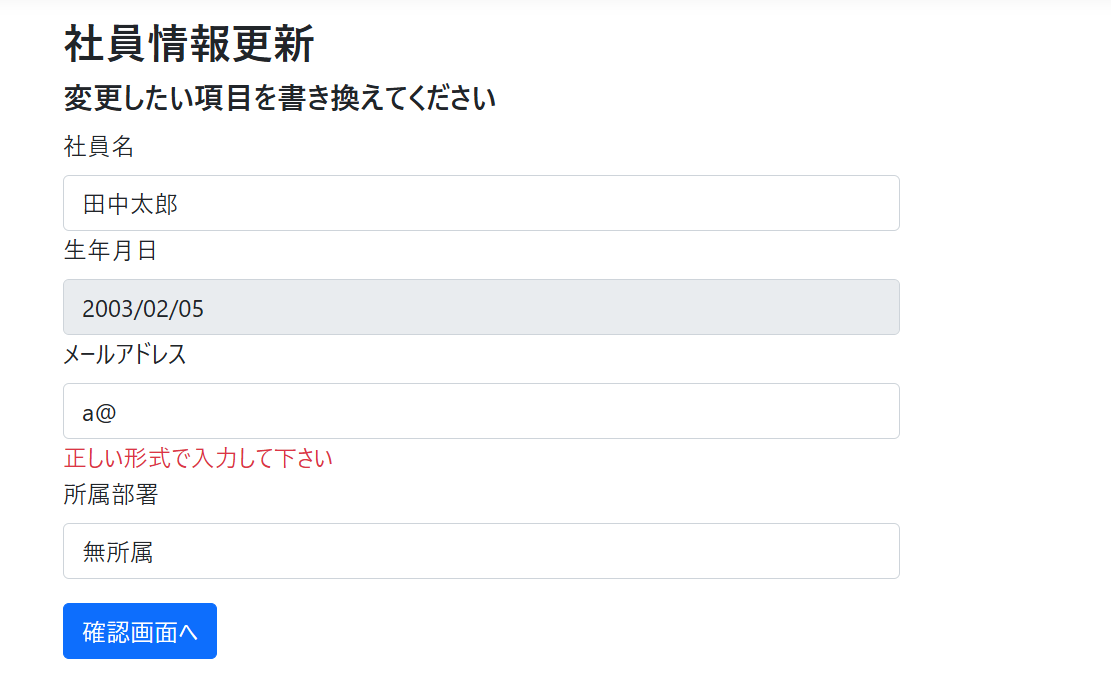 社員情報更新
変更したい項目を書き換えてください
社員名
田中太郎
生年月日
2003/02/05
メールアドレス
a@
正しい形式で入力して下さい
所属部署
無所属
確認画面へ